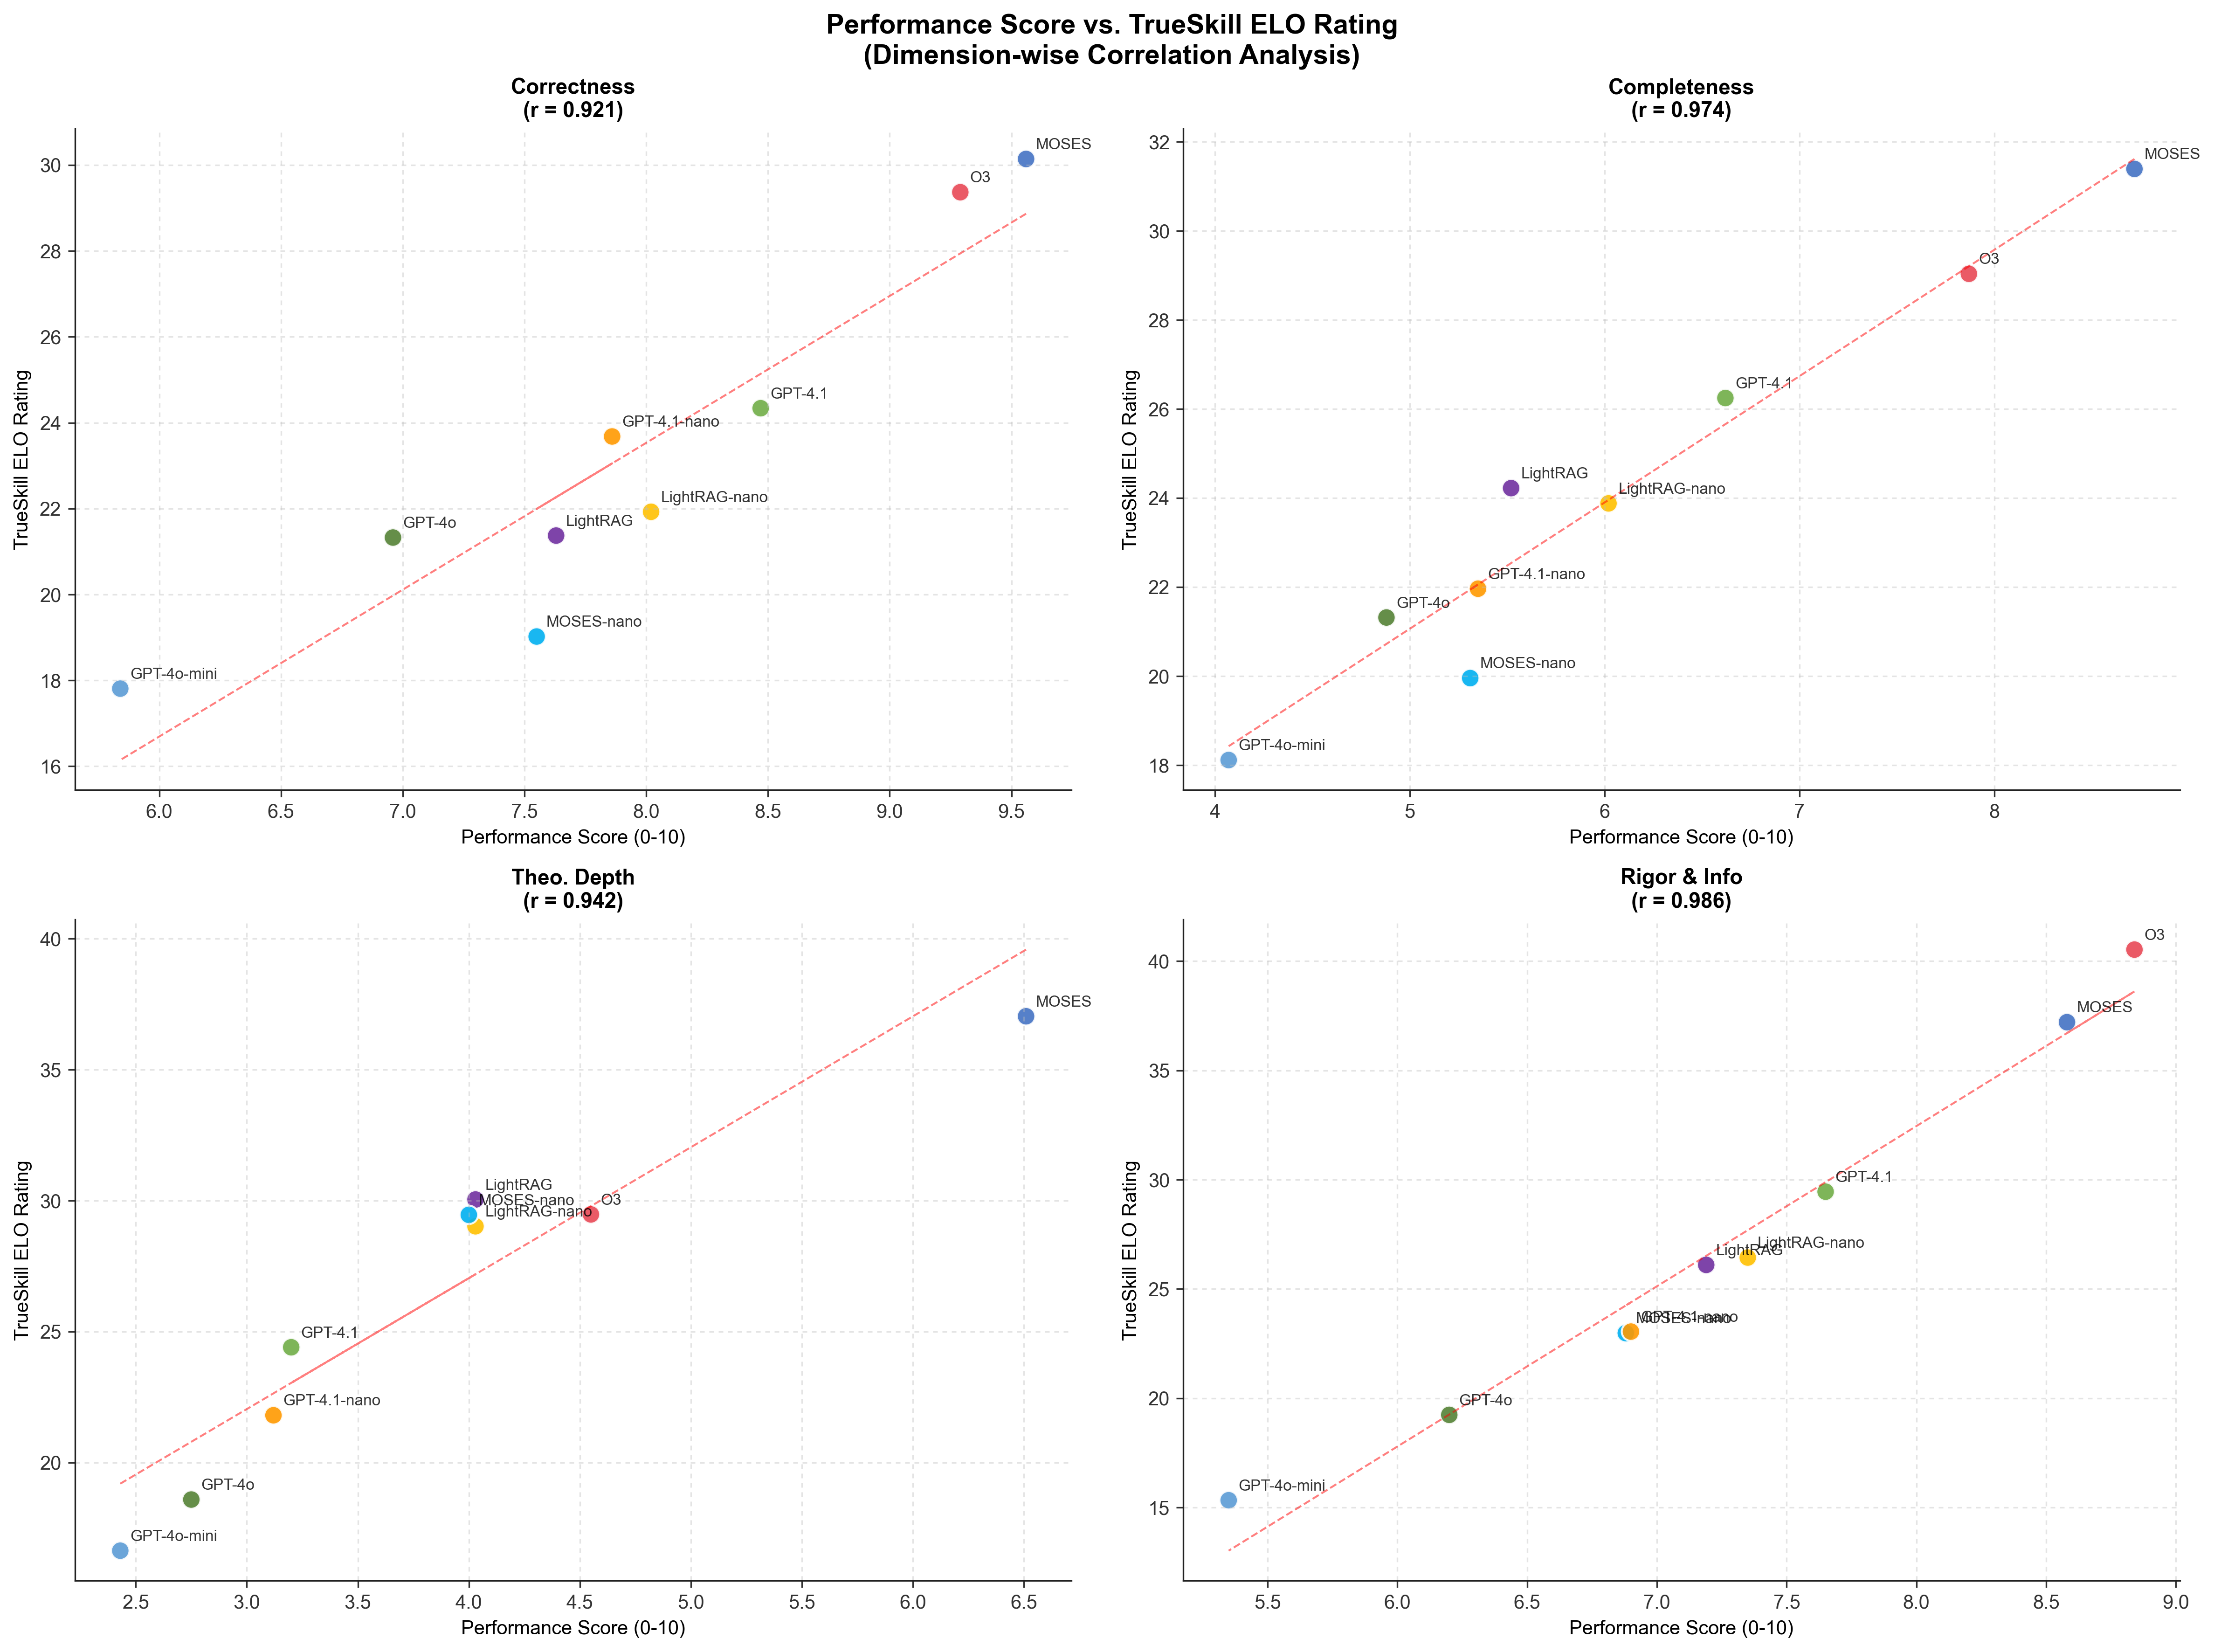 Performance Score vs. TrueSkill ELO Rating
(Dimension-wise Correlation Analysis)
Correctness
(r = 0.921)
TrueSkill ELO Rating
30
28
26
24
22
20
18
16
MOSES
O3
GPT-4.1
GPT-4.1-nano
LightRAG-nano
LightRAG
GPT-4o
MOSES-nano
GPT-4o-mini
6.0 6.5 7.0 7.5 8.0 8.5 9.0 9.5
Performance Score (0-10)
Completeness
(r = 0.974)
TrueSkill ELO Rating
32
30
28
26
24
22
20
18
MOSES
O3
GPT-4.1
LightRAG
LightRAG-nano
GPT-4.1-nano
GPT-4o
MOSES-nano
GPT-4o-mini
4 5 6 7 8
Performance Score (0-10)
Theo. Depth
(r = 0.942)
TrueSkill ELO Rating
40
35
30
25
20
MOSES
LightRAG
MOSES-nano
O3
LightRAG-nano
GPT-4.1
GPT-4.1-nano
GPT-4o
GPT-4o-mini
2.5 3.0 3.5 4.0 4.5 5.0 5.5 6.0 6.5
Performance Score (0-10)
Rigor & Info
(r = 0.986)
TrueSkill ELO Rating
40
35
30
25
20
15
O3
MOSES
GPT-4.1
LightRAG-nano
LightRAG
GPT-4.1-nano
MOSES-nano
GPT-4o
GPT-4o-mini
5.5 6.0 6.5 7.0 7.5 8.0 8.5 9.0
Performance Score (0-10)